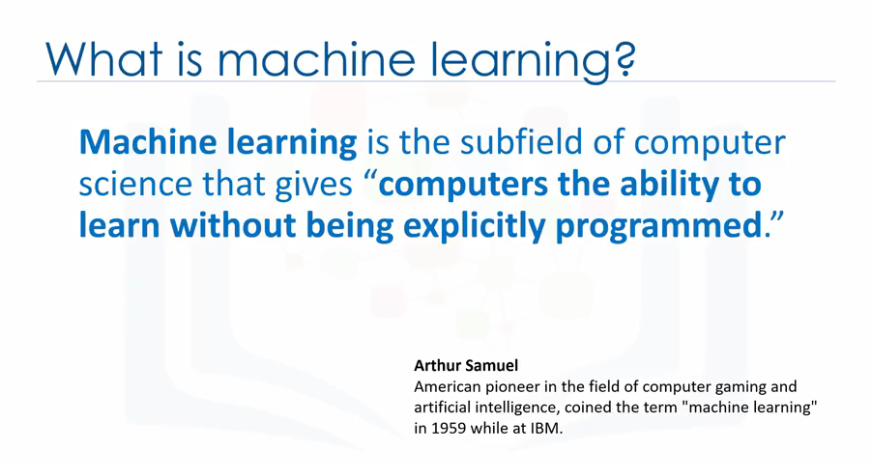 What is machine learning?
Machine learning is the subfield of computer
science that gives “computers the ability to
learn without being explicitly programmed.”
Arthur Samuel
American pioneer in the field of computer gaming and
artificial intelligence, coined the term "machine learning"
in 1959 while at IBM.